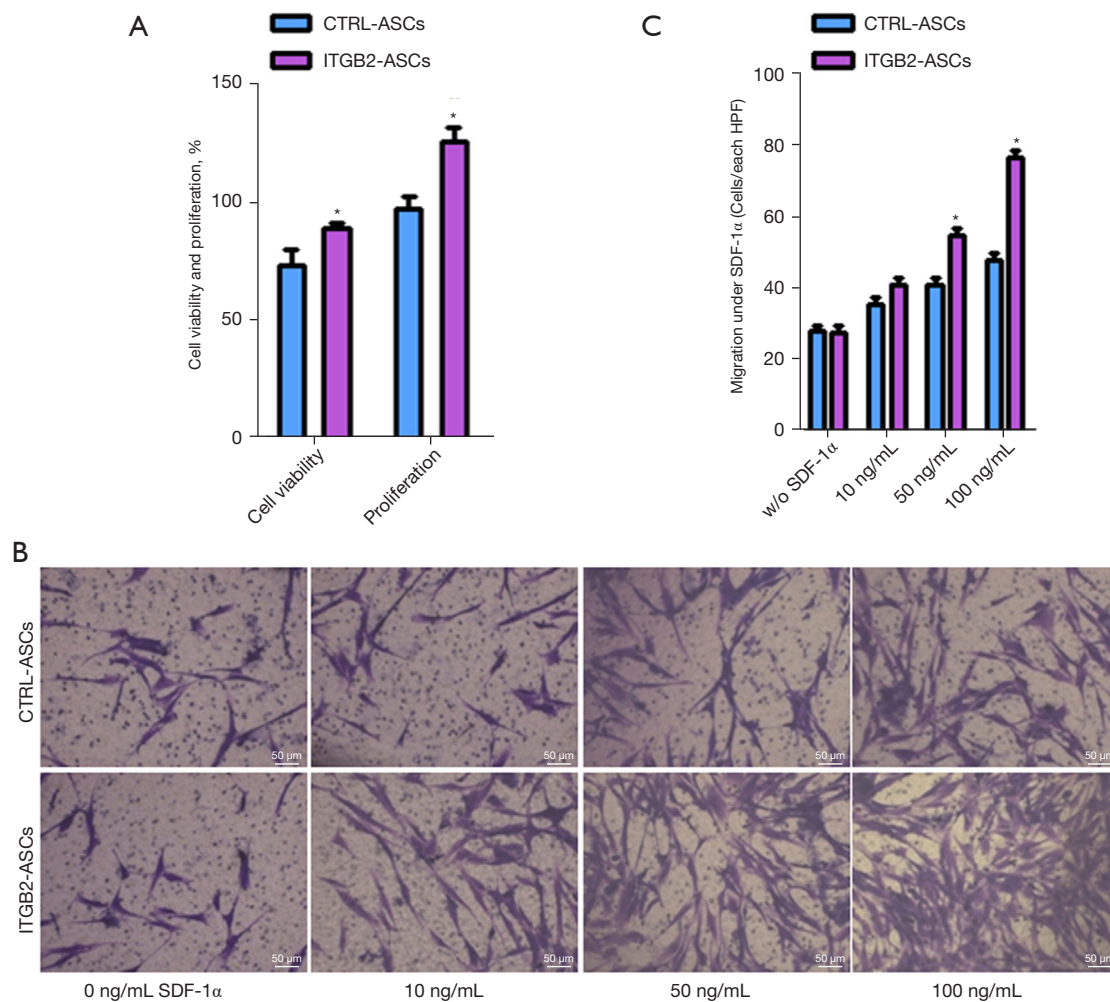 A
CTRL-ASCs
ITGB2-ASCs
150
100
50
0
Cell viability and proliferation, %
*
*
Cell viability
Proliferation
C
CTRL-ASCs
ITGB2-ASCs
100
80
60
40
20
0
Migration under SDF-1α (Cells/each HPF)
*
*
w/o SDF-1α
10 ng/mL
50 ng/mL
100 ng/mL
B
CTRL-ASCs
50 µm
50 µm
50 µm
50 µm
ITGB2-ASCs
50 µm
50 µm
50 µm
50 µm
0 ng/mL SDF-1α
10 ng/mL
50 ng/mL
100 ng/mL